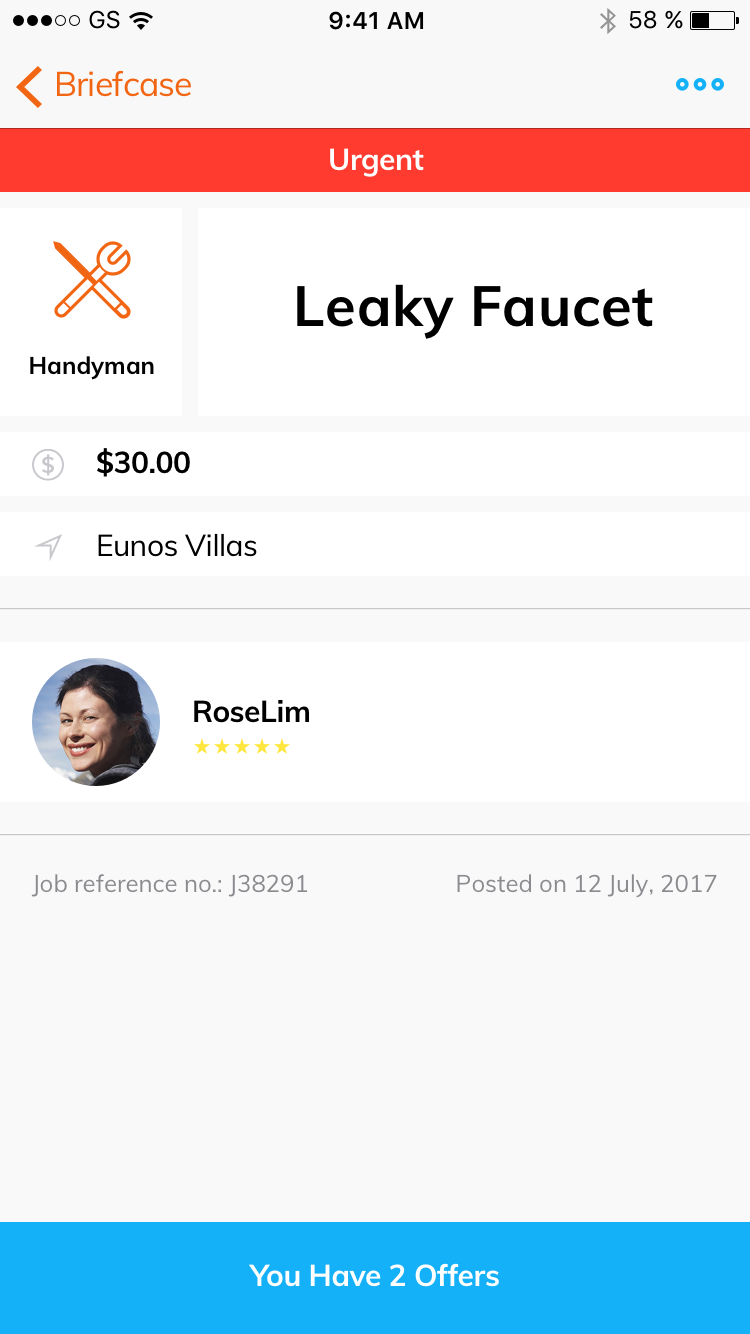 GS 9:41 AM 58 %
Briefcase
Urgent
Handyman
Leaky Faucet
$30.00
Eunos Villas
RoseLim
Job reference no.: J38291 Posted on 12 July, 2017
You Have 2 Offers